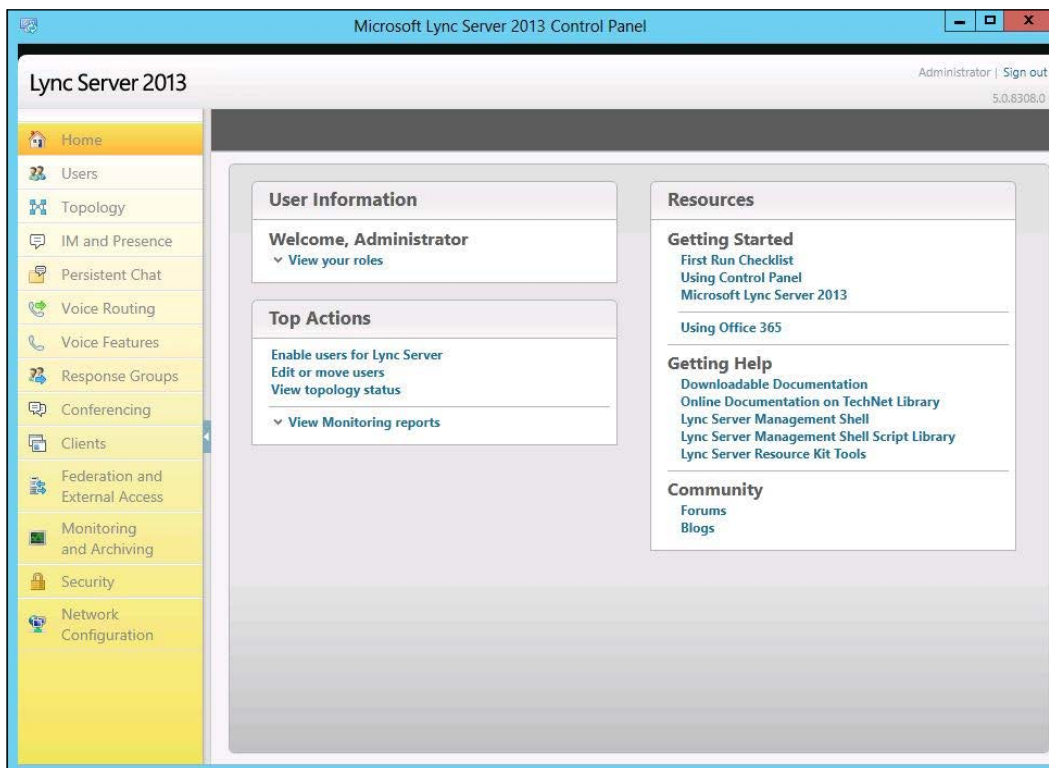 Microsoft Lync Server 2013 Control Panel
Lync Server 2013
Administrator | Sign out
5.0.8308.0
Home
Users
Topology
IM and Presence
Persistent Chat
Voice Routing
Voice Features
Response Groups
Conferencing
Clients
Federation and
External Access
Monitoring
and Archiving
Security
Network
Configuration
User Information
Welcome, Administrator
View your roles
Top Actions
Enable users for Lync Server
Edit or move users
View topology status
View Monitoring reports
Resources
Getting Started
First Run Checklist
Using Control Panel
Microsoft Lync Server 2013
Using Office 365
Getting Help
Downloadable Documentation
Online Documentation on TechNet Library
Lync Server Management Shell
Lync Server Management Shell Script Library
Lync Server Resource Kit Tools
Community
Forums
Blogs